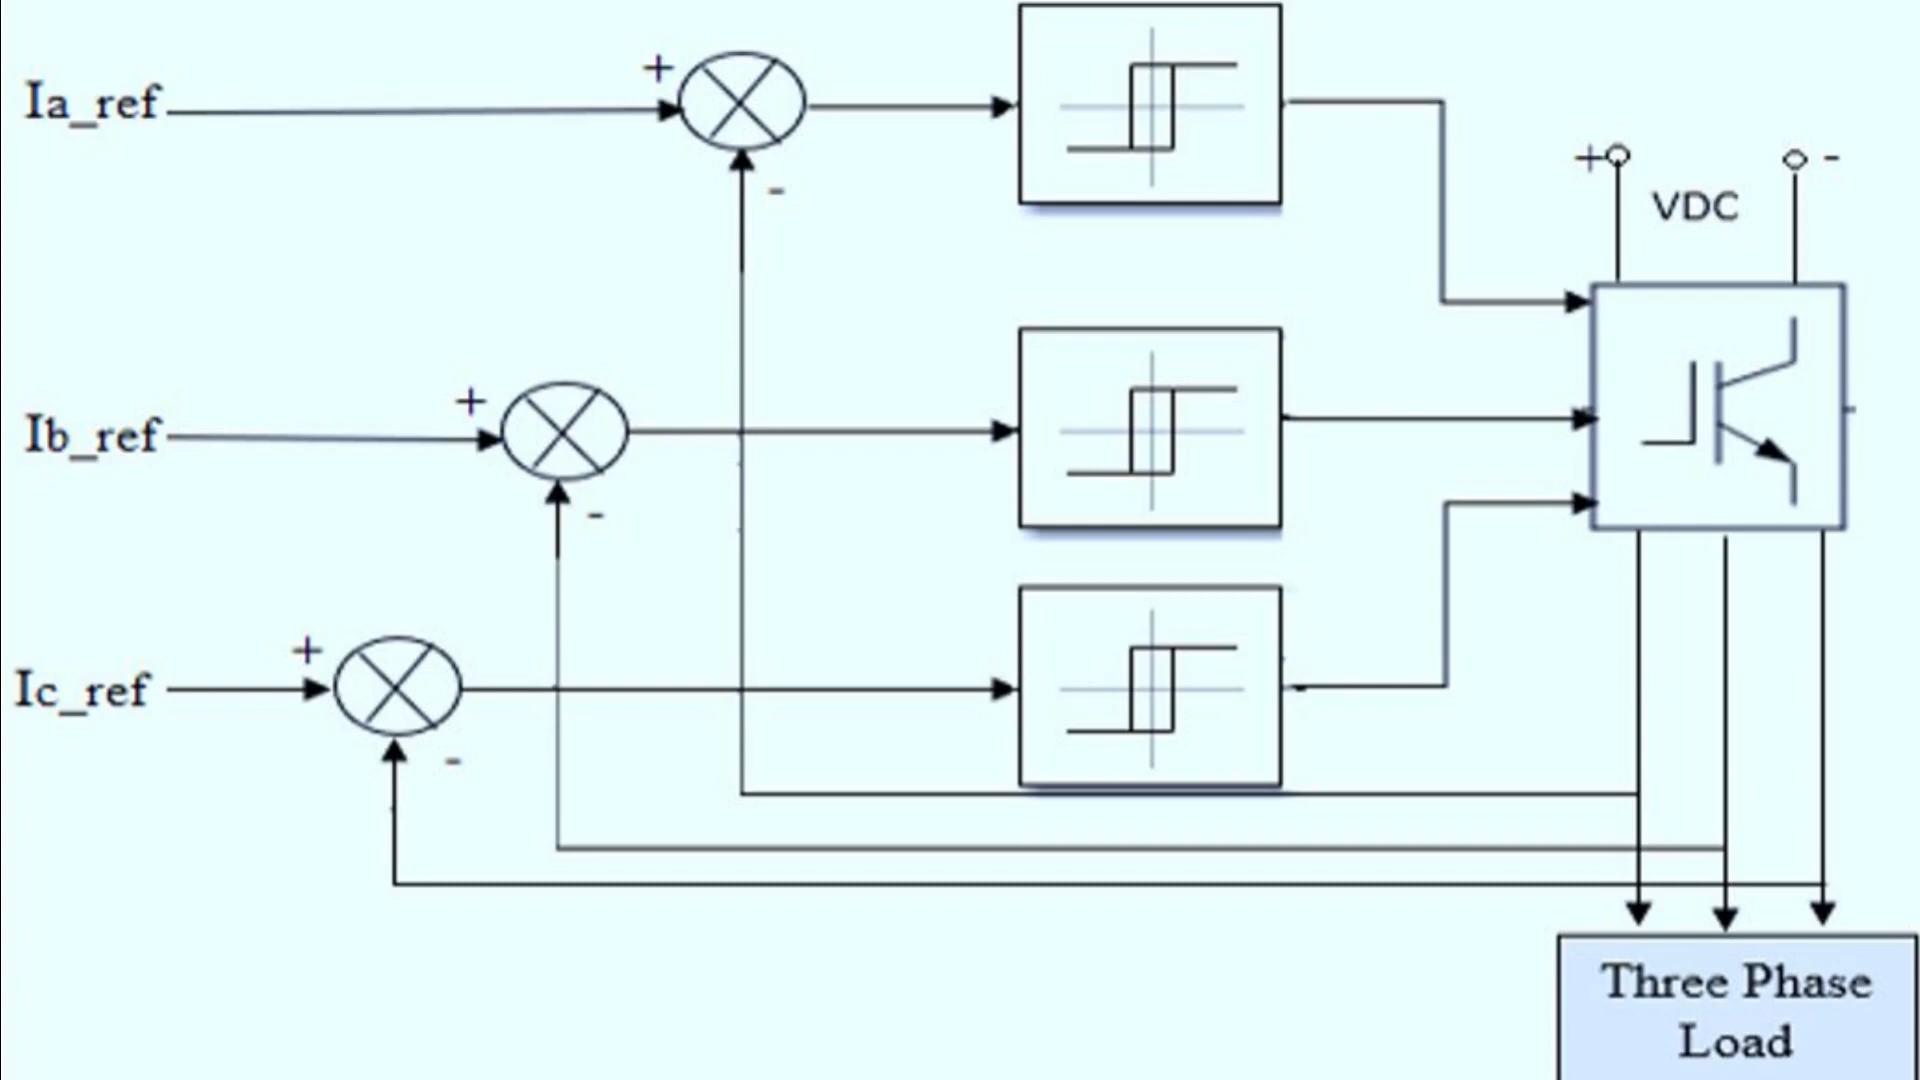 Ia_ref
+
-
+ -
VDC
Ib_ref
+
-
Ic_ref
+
-
Three Phase
Load